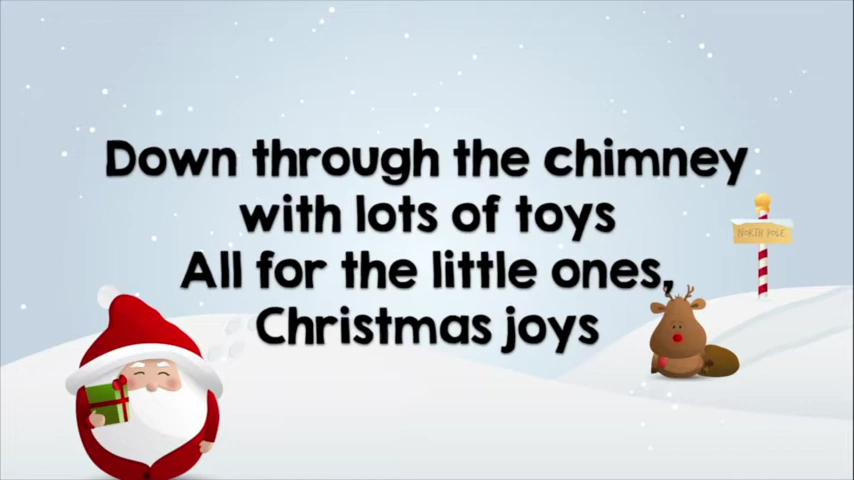 Down through the chimney
with lots of toys
All for the little ones,
Christmas joys
NORTH POLE